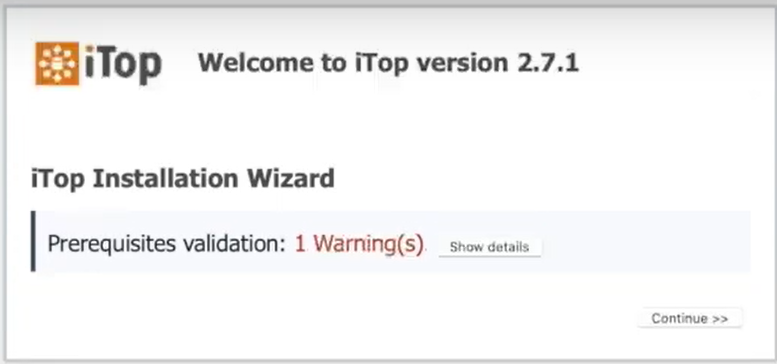 iTop Welcome to iTop version 2.7.1
iTop Installation Wizard
Prerequisites validation: 1 Warning(s) Show details
Continue >>